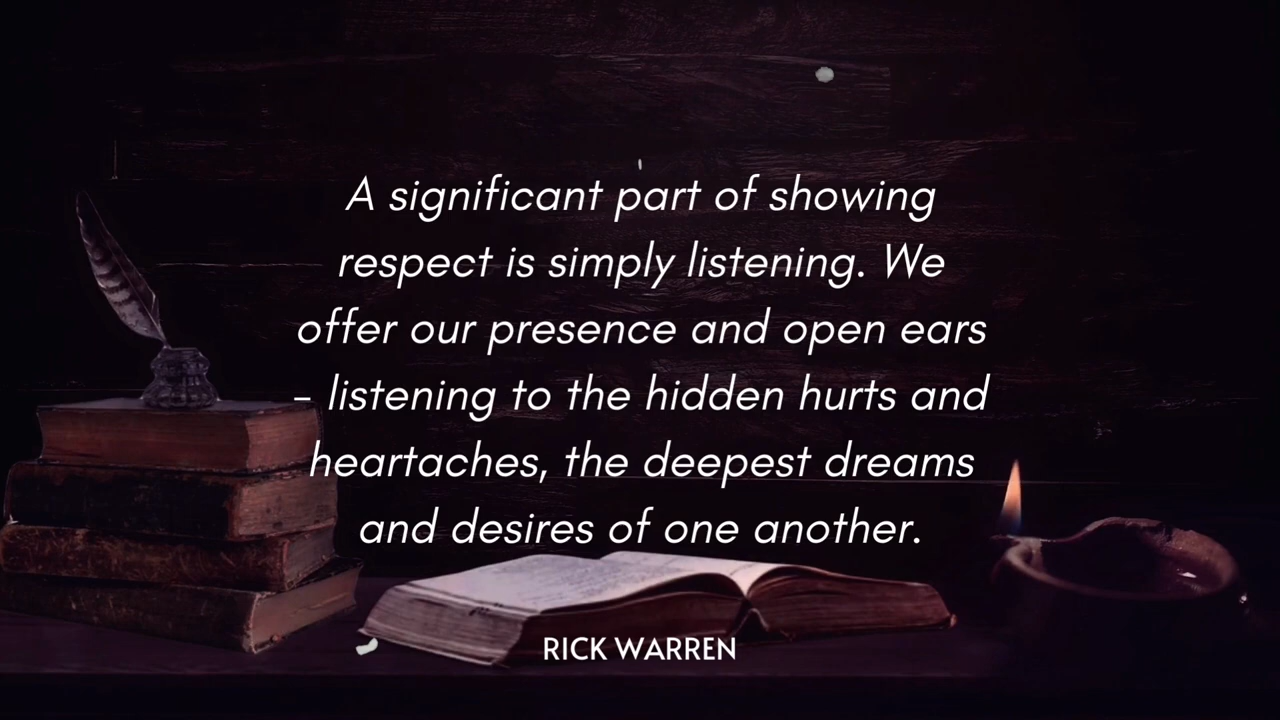 A significant part of showing
respect is simply listening. We
offer our presence and open ears
- listening to the hidden hurts and
heartaches, the deepest dreams
and desires of one another.
RICK WARREN